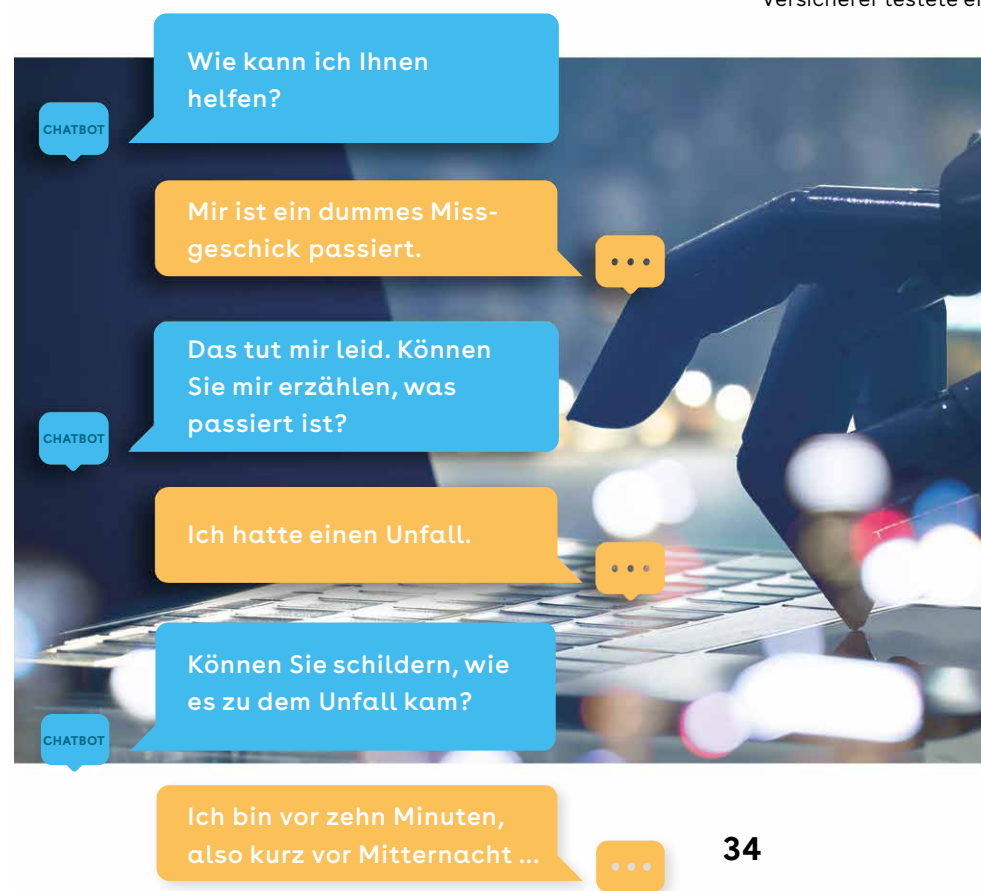 Versicherer testete
Wie kann ich Ihnen
helfen?
CHATBOT
Mir ist ein dummes Miss-
geschick passiert.
Das tut mir leid. Können
Sie mir erzählen, was
passiert ist?
CHATBOT
Ich hatte einen Unfall.
Können Sie schildern, wie
es zu dem Unfall kam?
CHATBOT
Ich bin vor zehn Minuten,
also kurz vor Mitternacht ...
34